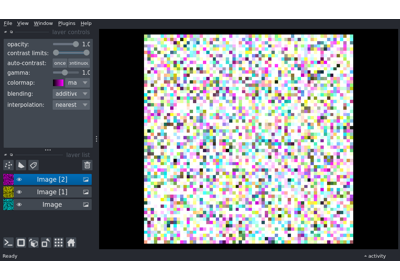 File View Window Plugins Help
layer controls
opacity: 1.0
contrast limits:
auto-contrast: once
gamma: 1.0
colormap: ma
blending: additive
interpolation: nearest
layer list
Image [2]
Image [1]
Image
Ready
activity